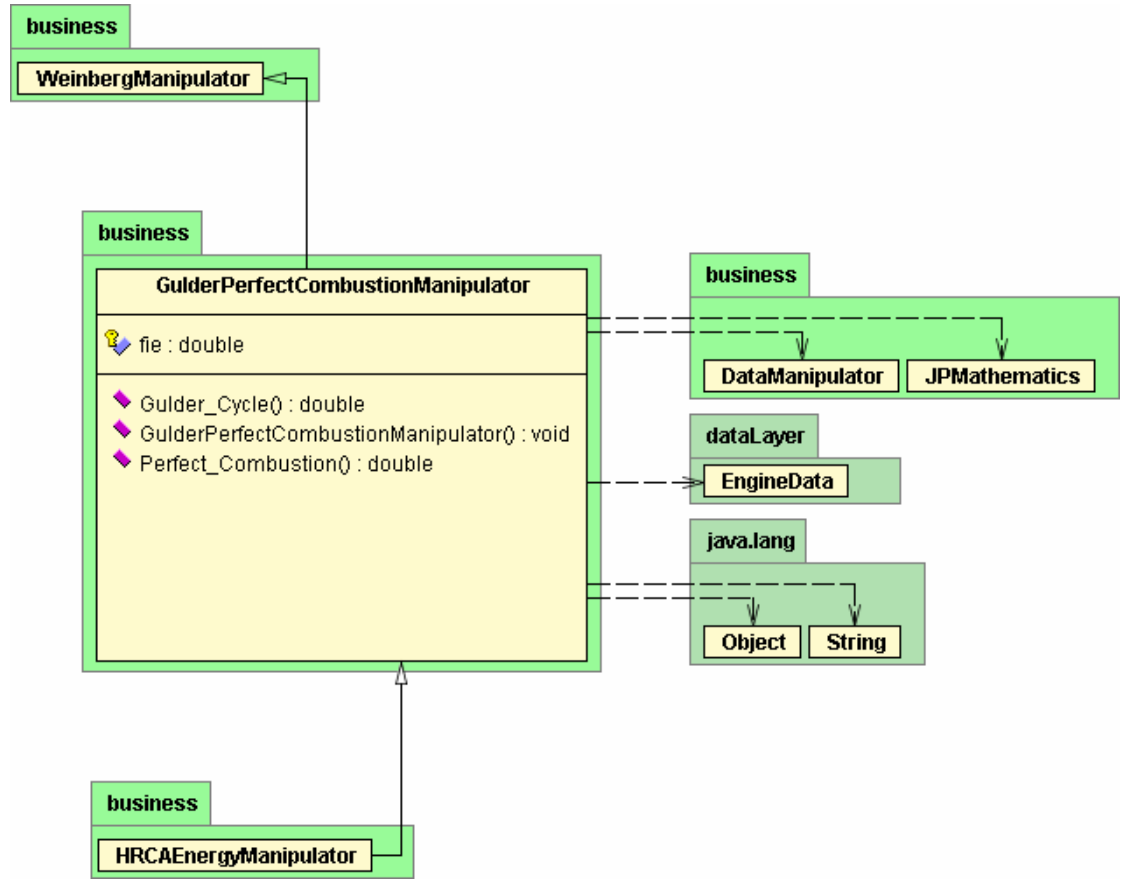 business
WeinbergManipulator
business
GulderPerfectCombustionManipulator
fie : double
Gulder_Cycle() : double
GulderPerfectCombustionManipulator() : void
Perfect_Combustion() : double
business
DataManipulator
JPMathematics
dataLayer
EngineData
java.lang
Object
String
business
HRCAEnergyManipulator